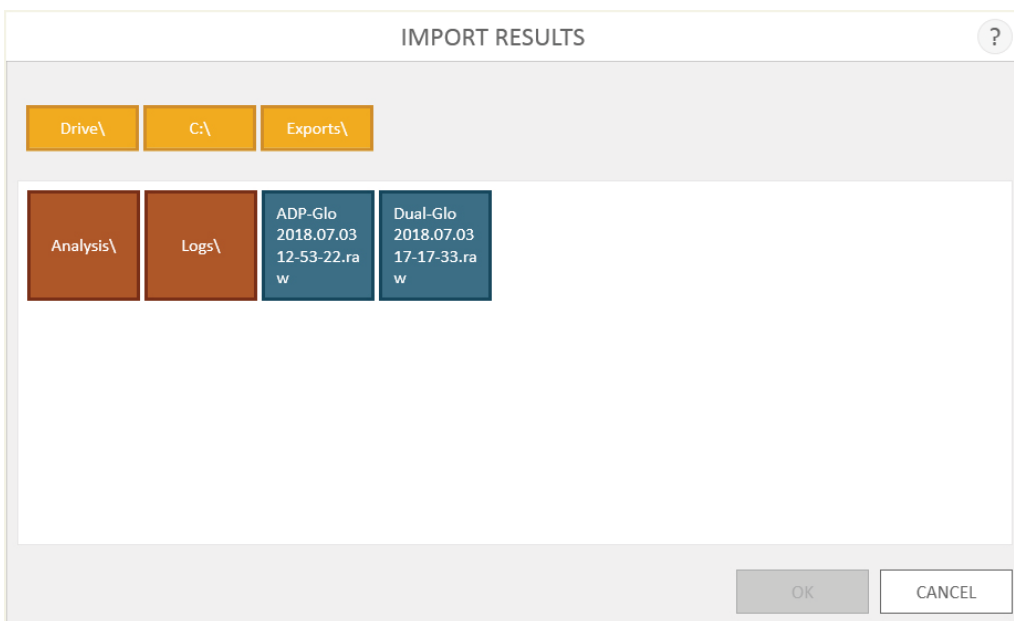 IMPORT RESULTS
?
Drive\
C:\
Exports\
Analysis\
Logs\
ADP-Glo
2018.07.03
12-53-22.ra
w
Dual-Glo
2018.07.03
17-17-33.ra
w
OK
CANCEL